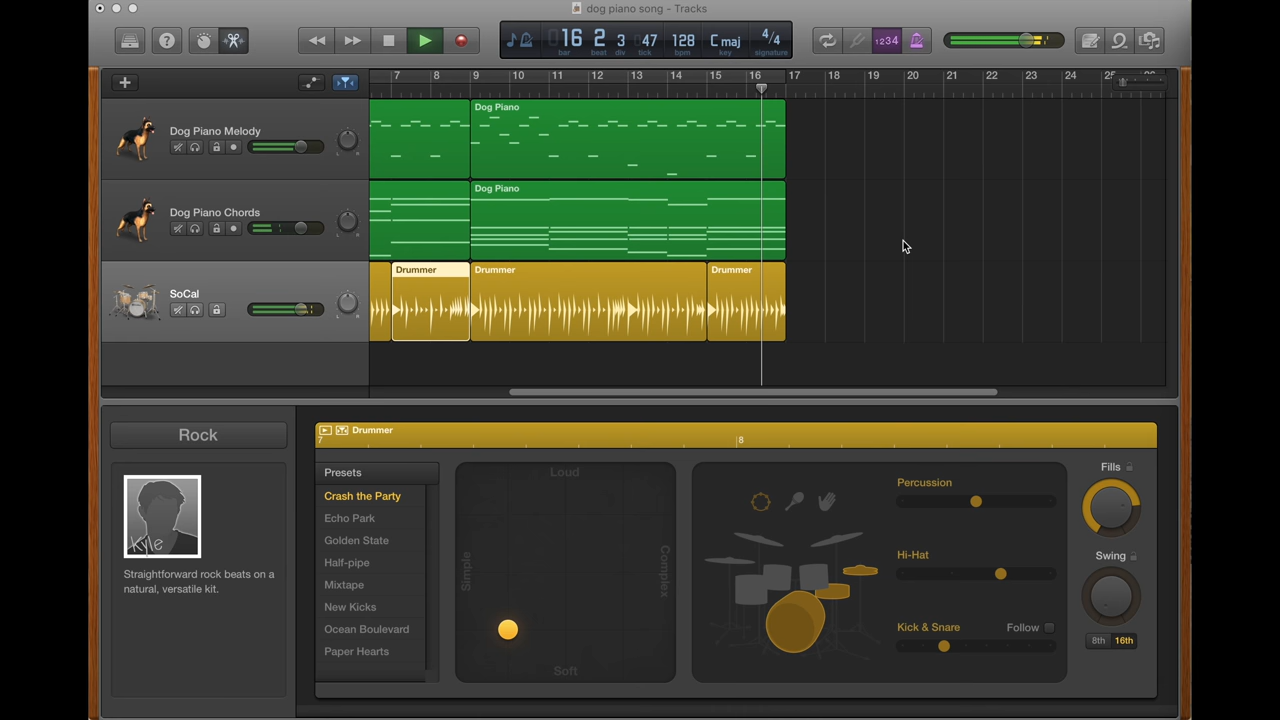 dog piano song - Tracks
16 2 3 47 128 C maj 4/4
bar beat div tick bpm key signature
1234
7 8 9 10 11 12 13 14 15 16 17 18 19 20 21 22 23 24
Dog Piano
Dog Piano Melody
L R
Dog Piano
Dog Piano Chords
L R
Drummer Drummer Drummer
SoCal
L R
Rock
Drummer
7 8
Kyle
Straightforward rock beats on a
natural, versatile kit.
Presets
Crash the Party
Echo Park
Golden State
Half-pipe
Mixtape
New Kicks
Ocean Boulevard
Paper Hearts
Loud
Simple
Complex
Soft
Percussion
Hi-Hat
Kick & Snare Follow
Fills
Swing
8th 16th